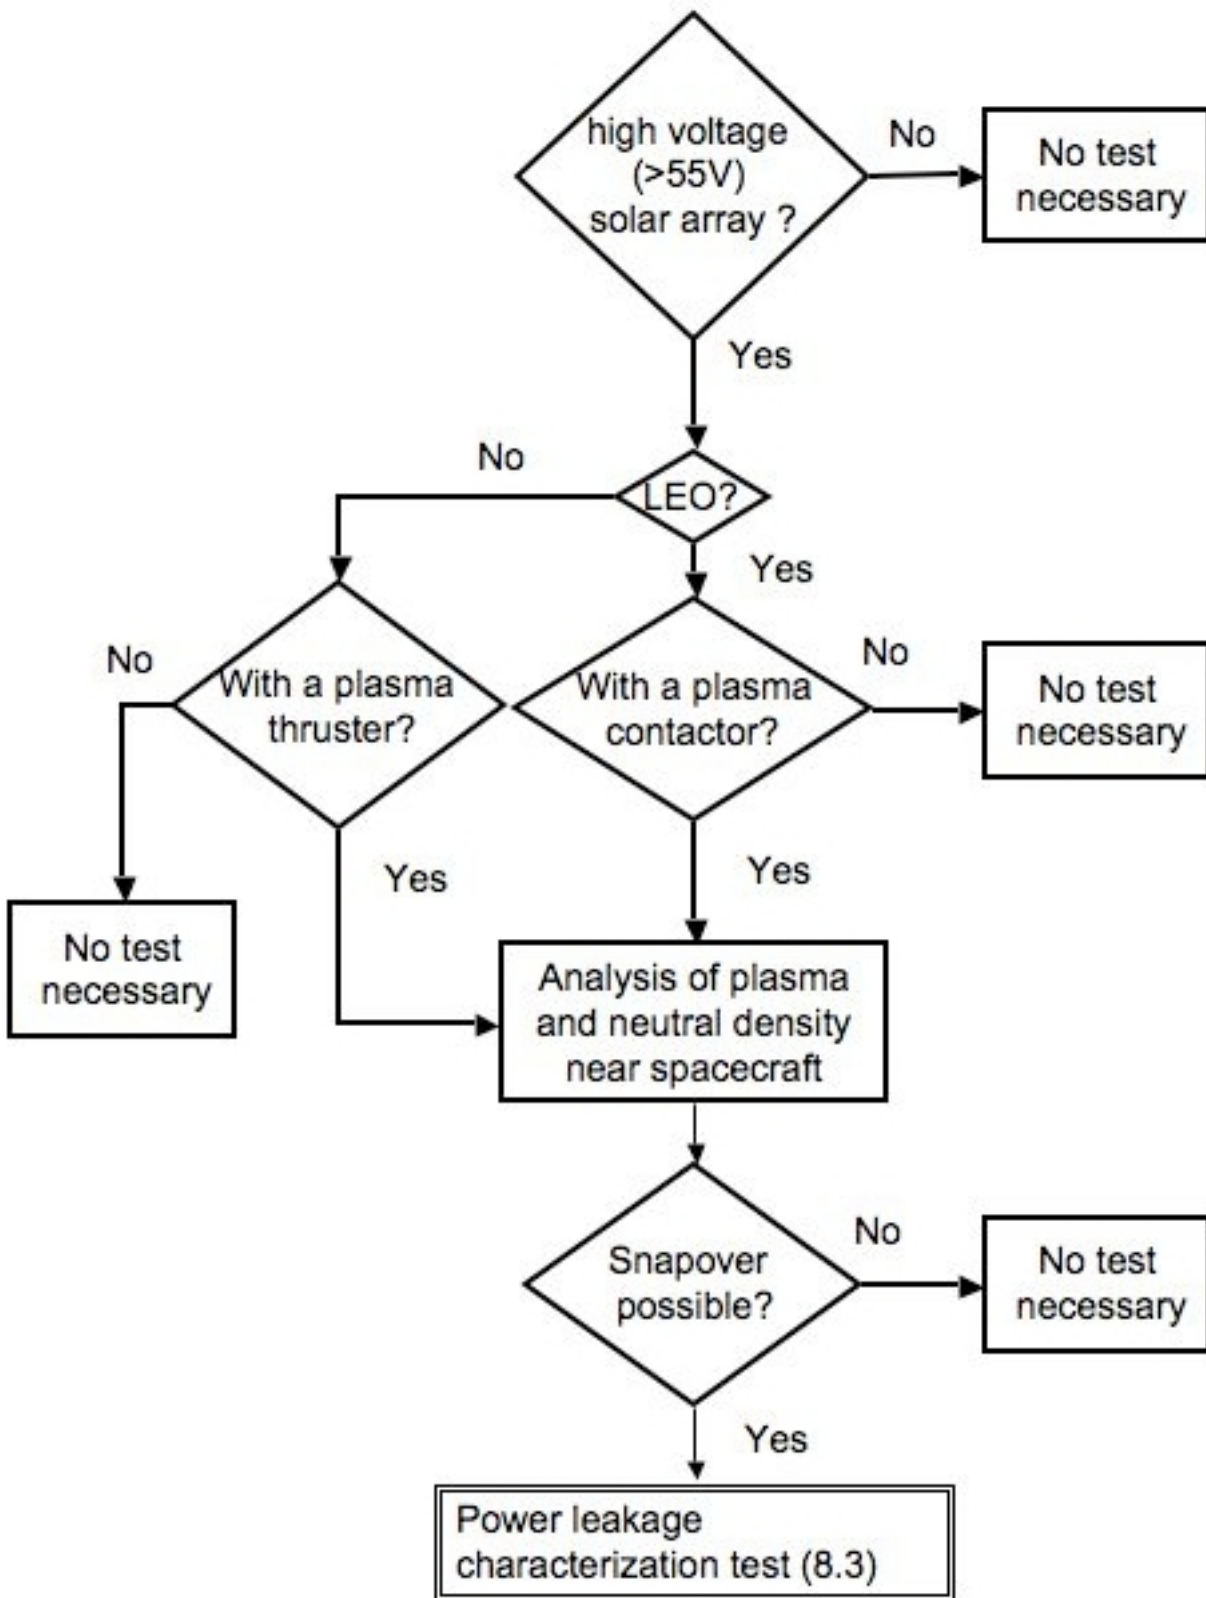 high voltage
(>55V)
solar array ?
No
No test
necessary
Yes
No
LEO?
Yes
No
With a plasma
thruster?
With a plasma
contactor?
No
No test
necessary
Yes
Yes
No test
necessary
Analysis of plasma
and neutral density
near spacecraft
Snapover
possible?
No
No test
necessary
Yes
Power leakage
characterization test (8.3)